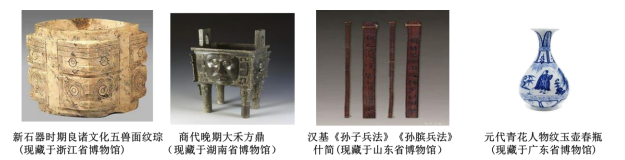 新石器时期良渚文化五兽面纹琮
(现藏于浙江省博物馆)
商代晚期大禾方鼎
(现藏于湖南省博物馆)
汉墓《孙子兵法》《孙膑兵法》
什简(现藏于山东省博物馆)
元代青花人物纹玉壶春瓶
(现藏于广东省博物馆)